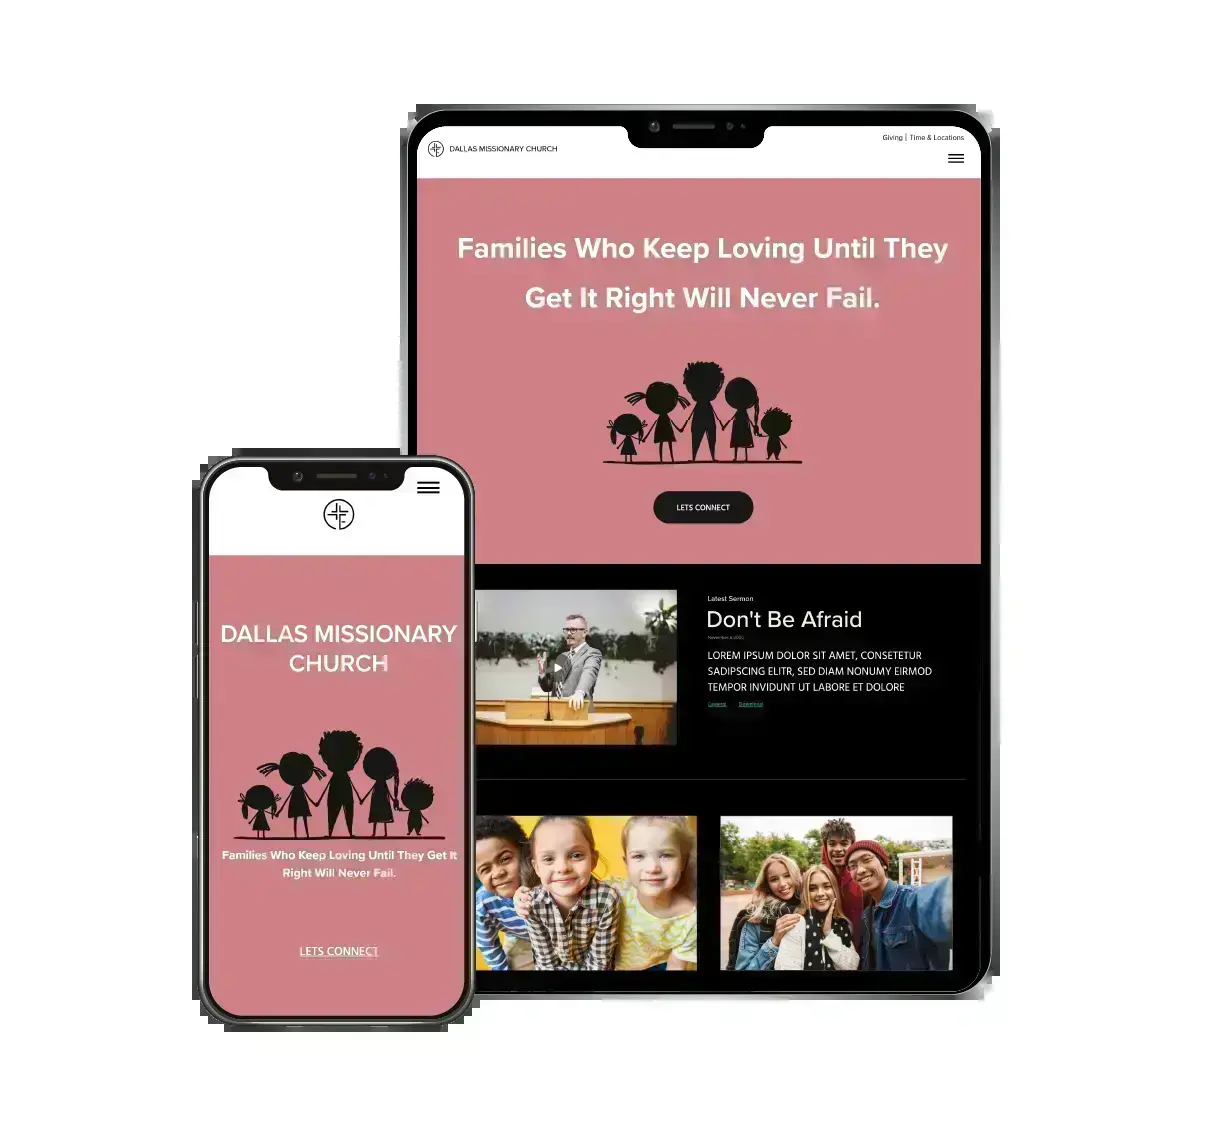 Giving | Time & Locations
DALLAS MISSIONARY CHURCH
Families Who Keep Loving Until They
Get It Right Will Never Fail.
LETS CONNECT
Latest Sermon
Don't Be Afraid
LOREM IPSUM DOLOR SIT AMET, CONSETETUR
SADIPSCING ELITR, SED DIAM NONUMY EIRMOD
TEMPOR INVIDUNT UT LABORE ET DOLORE
DALLAS MISSIONARY
CHURCH
Families Who Keep Loving Until They Get It
Right Will Never Fail.
LETS CONNECT